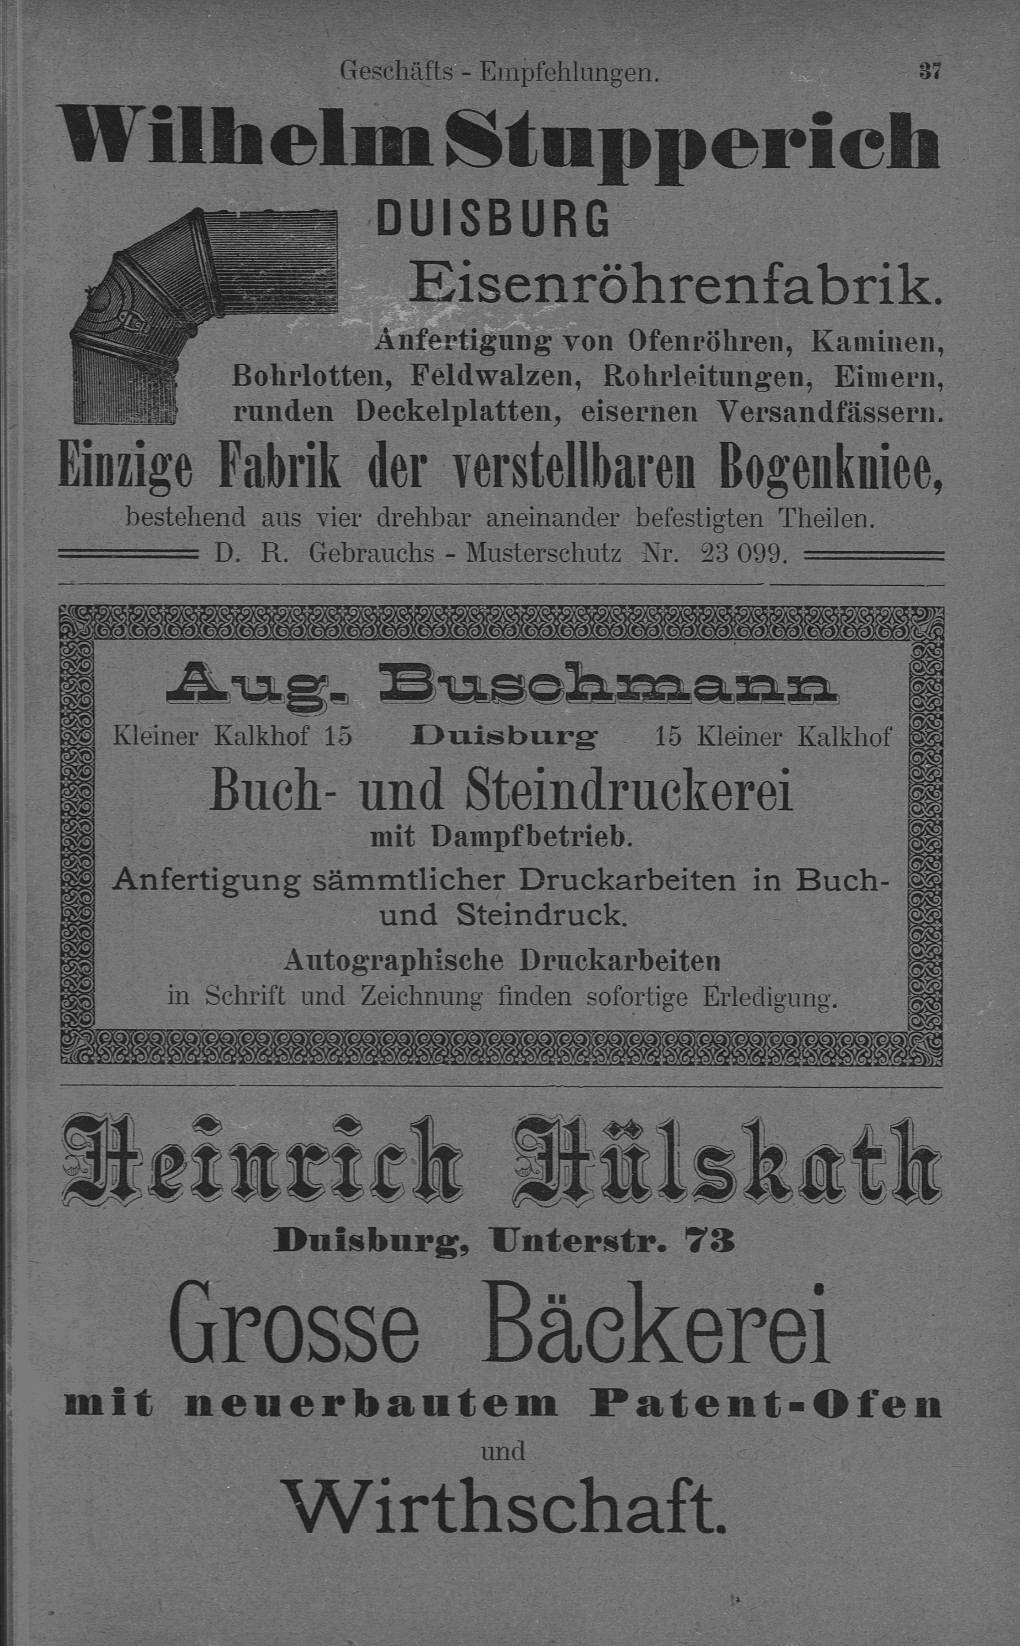 Geschäfts - Empfehlungen. 37
Wilhelm Stupperich
DUISBURG
Eisenröhrenfabrik.
Anfertigung von Ofenröhren, Kaminen,
Bohrlotten, Feldwalzen, Rohrleitungen, Eimern,
runden Deckelplatten, eisernen Versandfässern.
Einzige Fabrik der verstellbaren Bogenkniee,
bestehend aus vier drehbar aneinander befestigten Theilen.
D. R. Gebrauchs - Musterschutz Nr. 23 099.
Aug. Buschmann
Kleiner Kalkhof 15 Duisburg 15 Kleiner Kalkhof
Buch- und Steindruckerei
mit Dampfbetrieb.
Anfertigung sämmtlicher Druckarbeiten in Buch-
und Steindruck.
Autographische Druckarbeiten
in Schrift und Zeichnung finden sofortige Erledigung.
Heinrich Hülskath
Duisburg, Unterstr. 73
Grosse Bäckerei
mit neuerbautem Patent-Ofen
und
Wirthschaft.